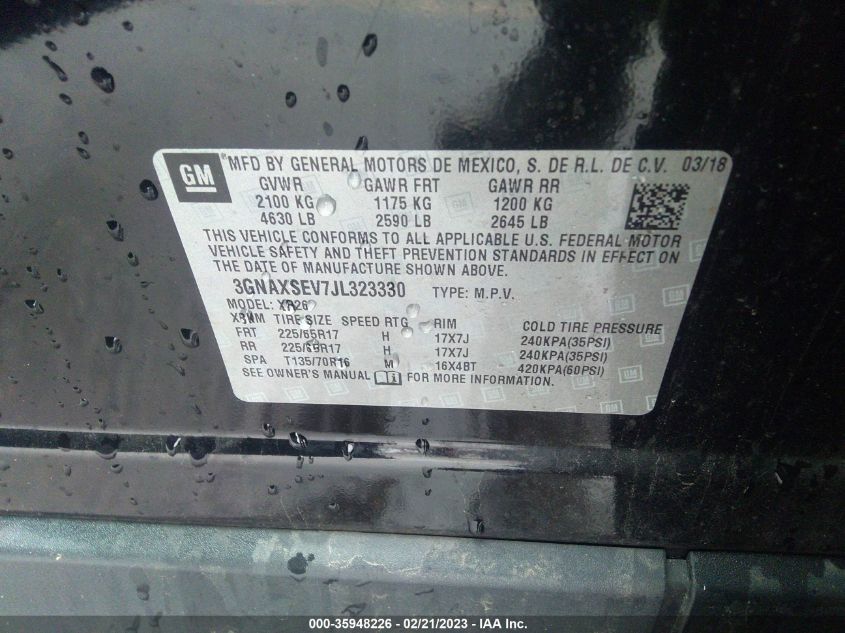 GM ® MFD BY GENERAL MOTORS DE MEXICO, S. DE R.L. DE C.V. 03/18
GVWR GAWR FRT GAWR RR
2100 KG 1175 KG 1200 KG
4630 LB 2590 LB 2645 LB
THIS VEHICLE CONFORMS TO ALL APPLICABLE U.S. FEDERAL MOTOR
VEHICLE SAFETY AND THEFT PREVENTION STANDARDS IN EFFECT ON
THE DATE OF MANUFACTURE SHOWN ABOVE.
3GNAXSEV7JL323330 TYPE: M.P.V.
MODEL: XR26
TIRE SIZE SPEED RTG RIM COLD TIRE PRESSURE
FRT 225/65R17 H 17X7J 240KPA(35PSI)
RR 225/65R17 H 17X7J 240KPA(35PSI)
SPA T135/70R16 M 16X4BT 420KPA(60PSI)
SEE OWNER'S MANUAL FOR MORE INFORMATION.
000-35948226 - 02/21/2023 - IAA Inc.